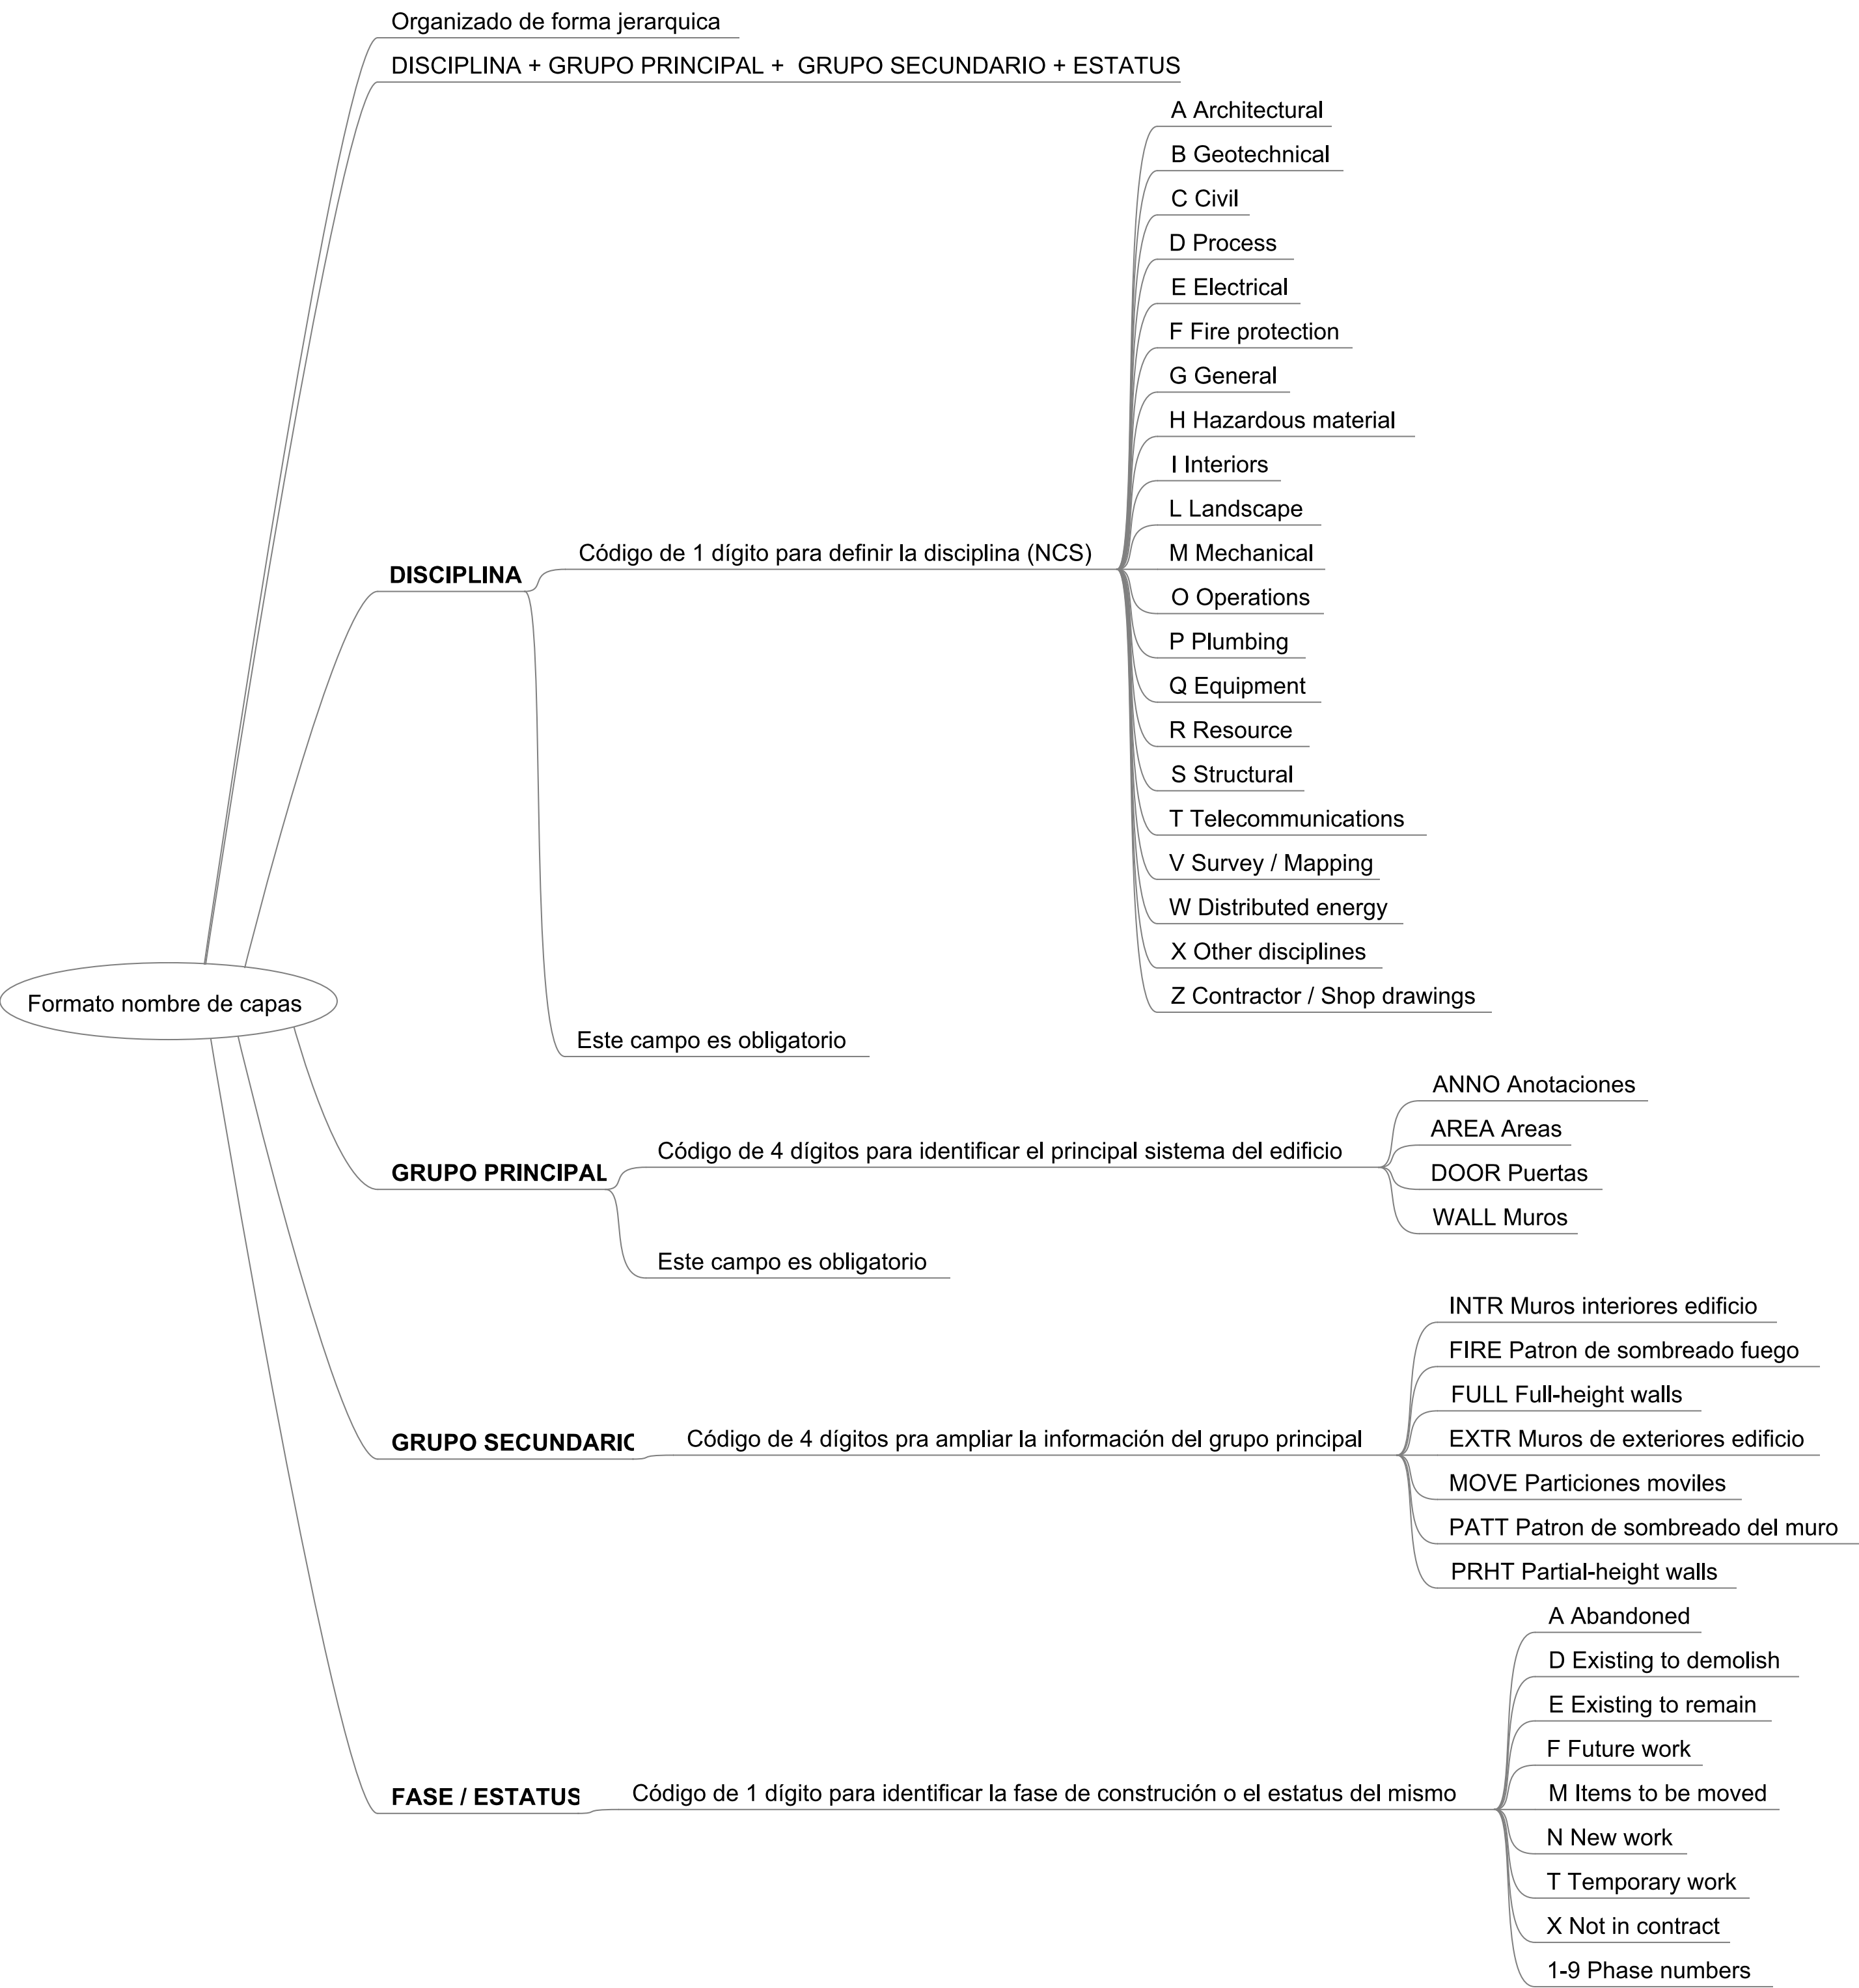 Organizado de forma jerarquica
DISCIPLINA + GRUPO PRINCIPAL +  GRUPO SECUNDARIO + ESTATUS
A Architectural
B Geotechnical
C Civil
D Process
E Electrical
F Fire protection
G General
H Hazardous material
I Interiors
L Landscape
Código de 1 dígito para definir la disciplina (NCS)
M Mechanical
DISCIPLINA
O Operations
P Plumbing
Q Equipment
R Resource
S Structural
T Telecommunications
V Survey / Mapping
W Distributed energy
X Other disciplines
Z Contractor / Shop drawings
Formato nombre de capas
Este campo es obligatorio
ANNO Anotaciones
AREA Areas
Código de 4 dígitos para identificar el principal sistema del edificio
DOOR Puertas
GRUPO PRINCIPAL
WALL Muros
Este campo es obligatorio
INTR Muros interiores edificio
FIRE Patron de sombreado fuego
FULL Full-height walls
GRUPO SECUNDARIO
Código de 4 dígitos pra ampliar la información del grupo principal
EXTR Muros de exteriores edificio
MOVE Particiones moviles
PATT Patron de sombreado del muro
PRHT Partial-height walls
A Abandoned
D Existing to demolish
E Existing to remain
F Future work
FASE / ESTATUS
Código de 1 dígito para identificar la fase de construción o el estatus del mismo
M Items to be moved
N New work
T Temporary work
X Not in contract
1-9 Phase numbers